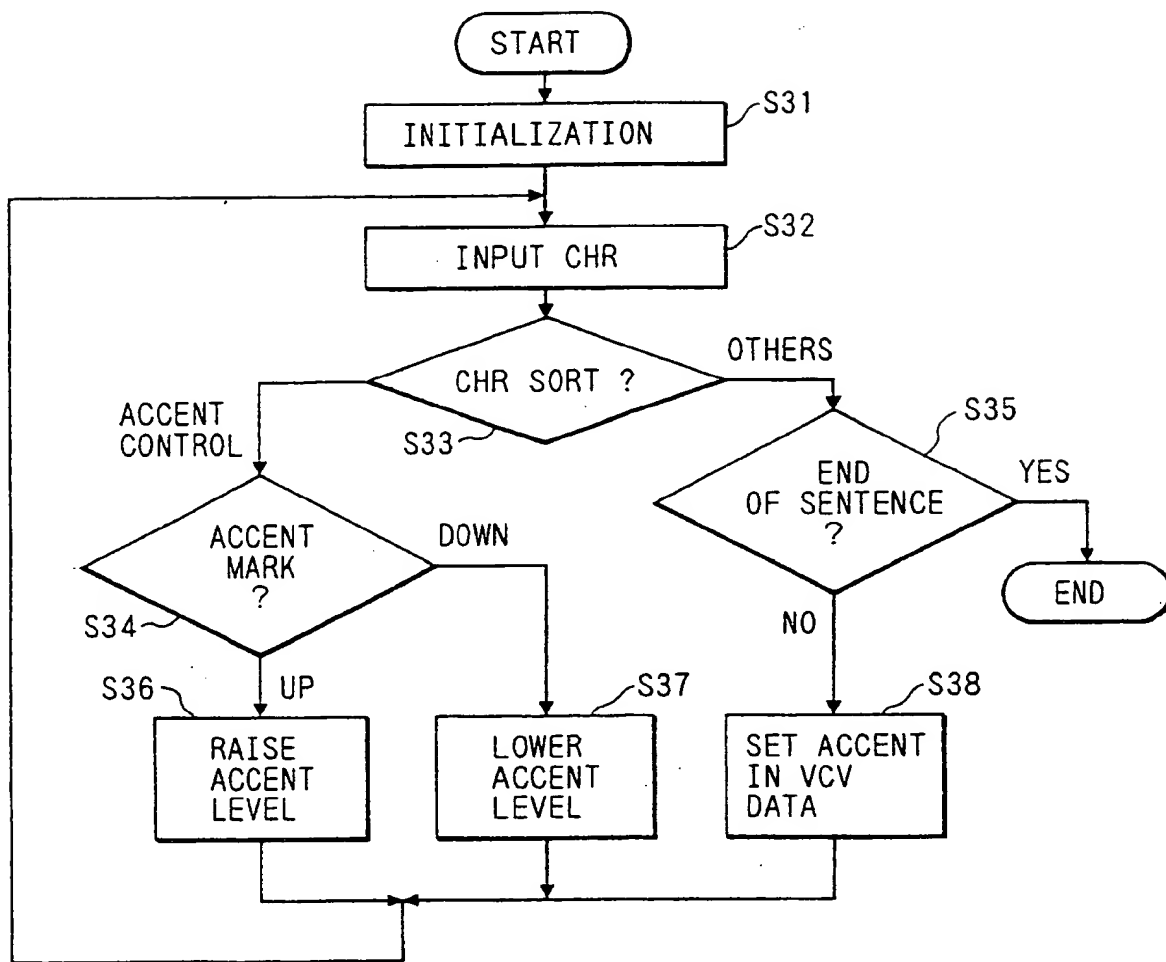 START
S31
INITIALIZATION
S32
INPUT CHR
OTHERS
CHR SORT ?
S33
ACCENT
CONTROL
S35
END
OF SENTENCE
?
YES
END
ACCENT
MARK
?
DOWN
S34
NO
S36
UP
S37
S38
RAISE
ACCENT
LEVEL
LOWER
ACCENT
LEVEL
SET ACCENT
IN VCV
DATA